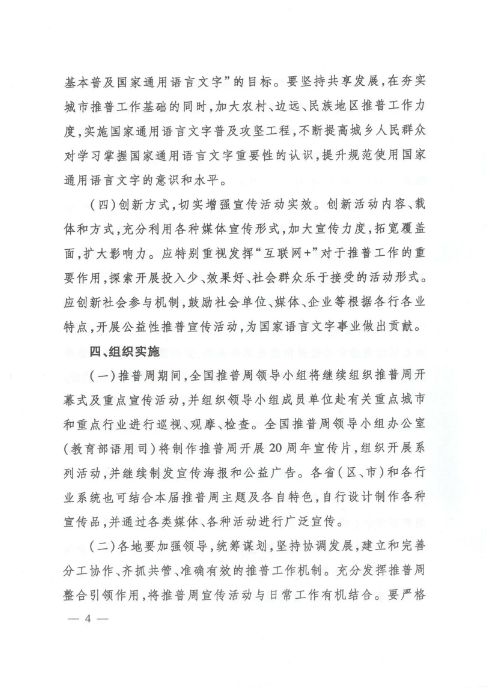 基本普及国家通用语言文字”的目标。要坚持共享发展,在夯实
城市推普工作基础的同时,加大农村、边远、民族地区推普工作力
度,实施国家通用语言文字普及攻坚工程,不断提高城乡人民群众
对学习掌握国家通用语言文字重要性的认识,提升规范使用国家
通用语言文字的意识和水平。
(四)创新方式,切实增强宣传活动实效。创新活动内容、载
体和方式,充分利用各种媒体宣传形式,加大宣传力度,拓宽覆盖
面,扩大影响力。应特别重视发挥“互联网+”对于推普工作的重
要作用,探索开展投入少、效果好、社会群众乐于接受的活动形式。
应创新社会参与机制,鼓励社会单位、媒体、企业等根据各行各业
特点,开展公益性推普宣传活动,为国家语言文字事业做出贡献。
四、组织实施
(一)推普周期间,全国推普周领导小组将继续组织推普周开
幕式及重点宣传活动,并组织领导小组成员单位赴有关重点城市
和重点行业进行巡视、观摩、检查。全国推普周领导小组办公室
(教育部语用司)将制作推普周开展20周年宣传片,组织开展系
列活动,并继续制发宣传海报和公益广告。各省(区、市)和各行
业系统也可结合本届推普周主题及各自特色,自行设计制作各种
宣传品,并通过各类媒体、各种活动进行广泛宣传。
(二)各地要加强领导,统筹谋划,坚持协调发展,建立和完善
分工协作、齐抓共管、准确有效的推普工作机制。充分发挥推普周
整合引领作用,将推普周宣传活动与日常工作有机结合。要严格
— 4 —